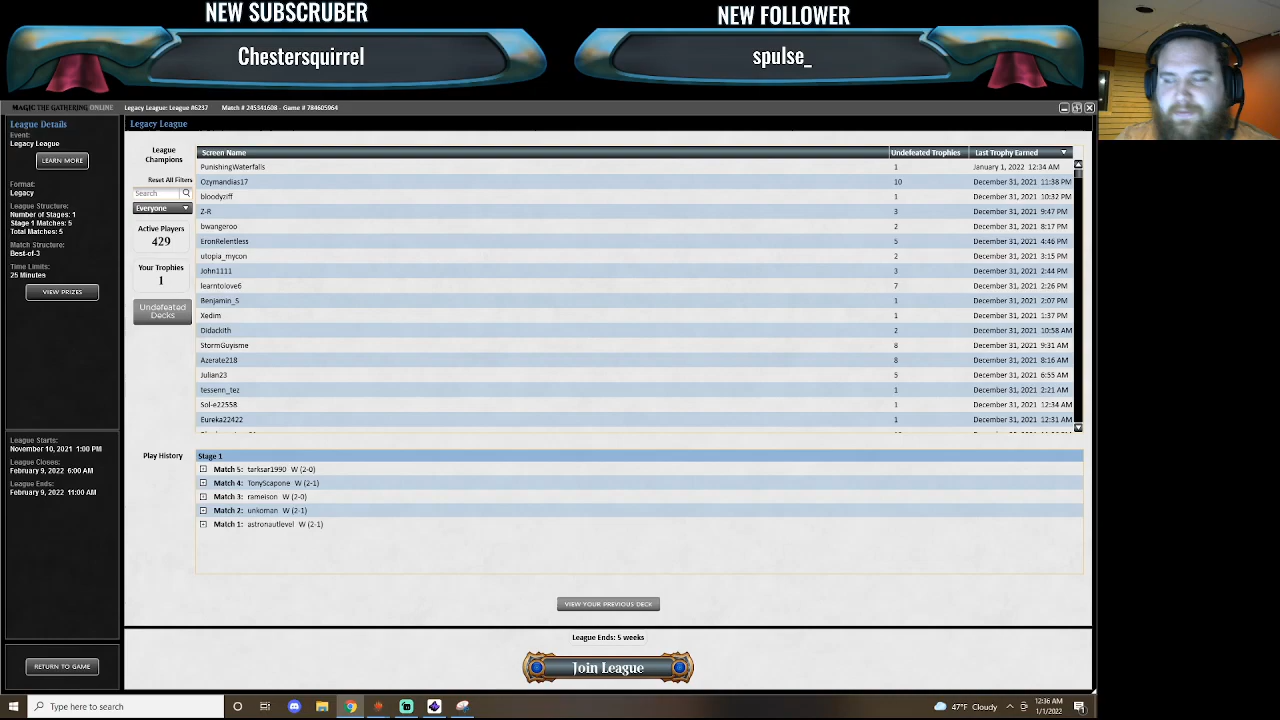 NEW SUBSCRUBER
NEW FOLLOWER
Chestersquirrel
spulse_
MAGIC THE GATHERING ONLINE
Legacy League: League #6237 Match # 245341608 - Game # 784605964
League Details
Event:
Legacy League
LEARN MORE
Format:
Legacy
League Structure:
Number of Stages: 1
Stage 1 Matches: 5
Total Matches: 5
Match Structure:
Best-of-3
Time Limits:
25 Minutes
VIEW PRIZES
League Starts:
November 10, 2021 1:00 PM
League Closes:
February 9, 2022 6:00 AM
League Ends:
February 9, 2022 11:00 AM
RETURN TO GAME
Legacy League
League
Champions
Reset All Filters
Search
Everyone
Active Players
429
Your Trophies
1
Undefeated
Decks
Screen Name Undefeated Trophies Last Trophy Earned
PunishingWaterfalls 1 January 1, 2022 12:34 AM
Ozymandias17 10 December 31, 2021 11:38 PM
bloodyziff 1 December 31, 2021 10:32 PM
Z-R 3 December 31, 2021 9:47 PM
bwangeroo 2 December 31, 2021 8:17 PM
EronRelentless 5 December 31, 2021 4:46 PM
utopia_mycon 2 December 31, 2021 3:15 PM
John1111 3 December 31, 2021 2:44 PM
learntolove6 7 December 31, 2021 2:26 PM
Benjamin_S 1 December 31, 2021 2:07 PM
Xedim 1 December 31, 2021 1:37 PM
Didackith 2 December 31, 2021 10:58 AM
StormGuyisme 8 December 31, 2021 9:31 AM
Azerate218 8 December 31, 2021 8:16 AM
Julian23 5 December 31, 2021 6:55 AM
tessenn_tez 1 December 31, 2021 2:21 AM
Sol-e22558 1 December 31, 2021 12:34 AM
Eureka22422 1 December 31, 2021 12:31 AM
Play History
Stage 1
Match 5: tarksar1990 W (2-0)
Match 4: TonyScapone W (2-1)
Match 3: rameison W (2-0)
Match 2: unkoman W (2-1)
Match 1: astronautlevel W (2-1)
VIEW YOUR PREVIOUS DECK
League Ends: 5 weeks
Join League
Type here to search
47°F Cloudy
12:36 AM
1/1/2022